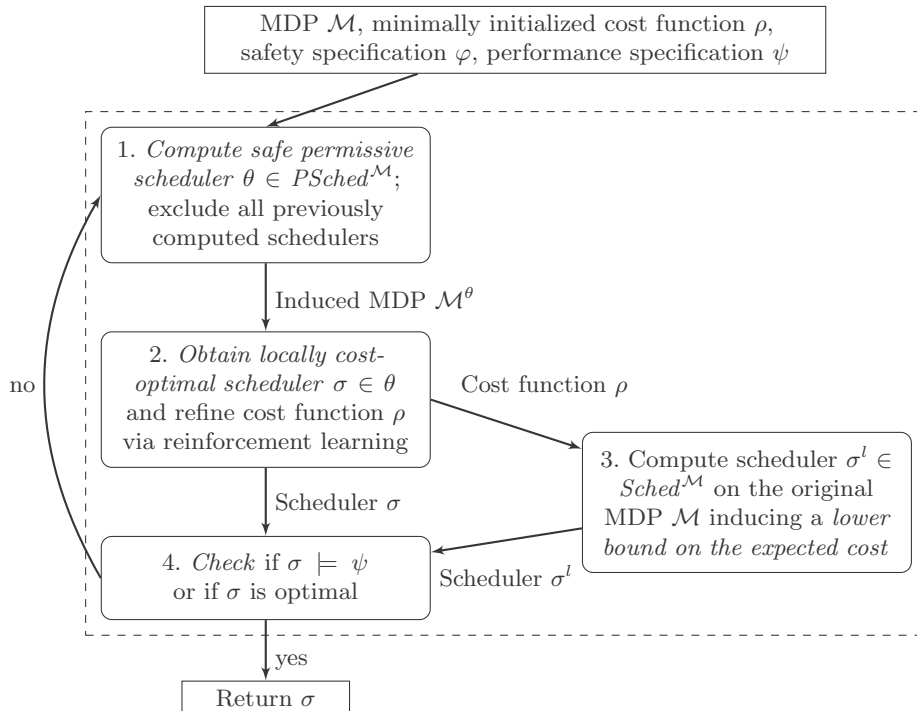 MDP ℳ, minimally initialized cost function ρ,
safety specification φ, performance specification ψ
1. Compute safe permissive
scheduler θ ∈ PSched^ℳ;
exclude all previously
computed schedulers
Induced MDP ℳ^θ
2. Obtain locally cost-
optimal scheduler σ ∈ θ
and refine cost function ρ
via reinforcement learning
no
Cost function ρ
3. Compute scheduler σ^l ∈
Sched^ℳ on the original
MDP ℳ inducing a lower
bound on the expected cost
Scheduler σ
Scheduler σ^l
4. Check if σ ⊨ ψ
or if σ is optimal
yes
Return σ